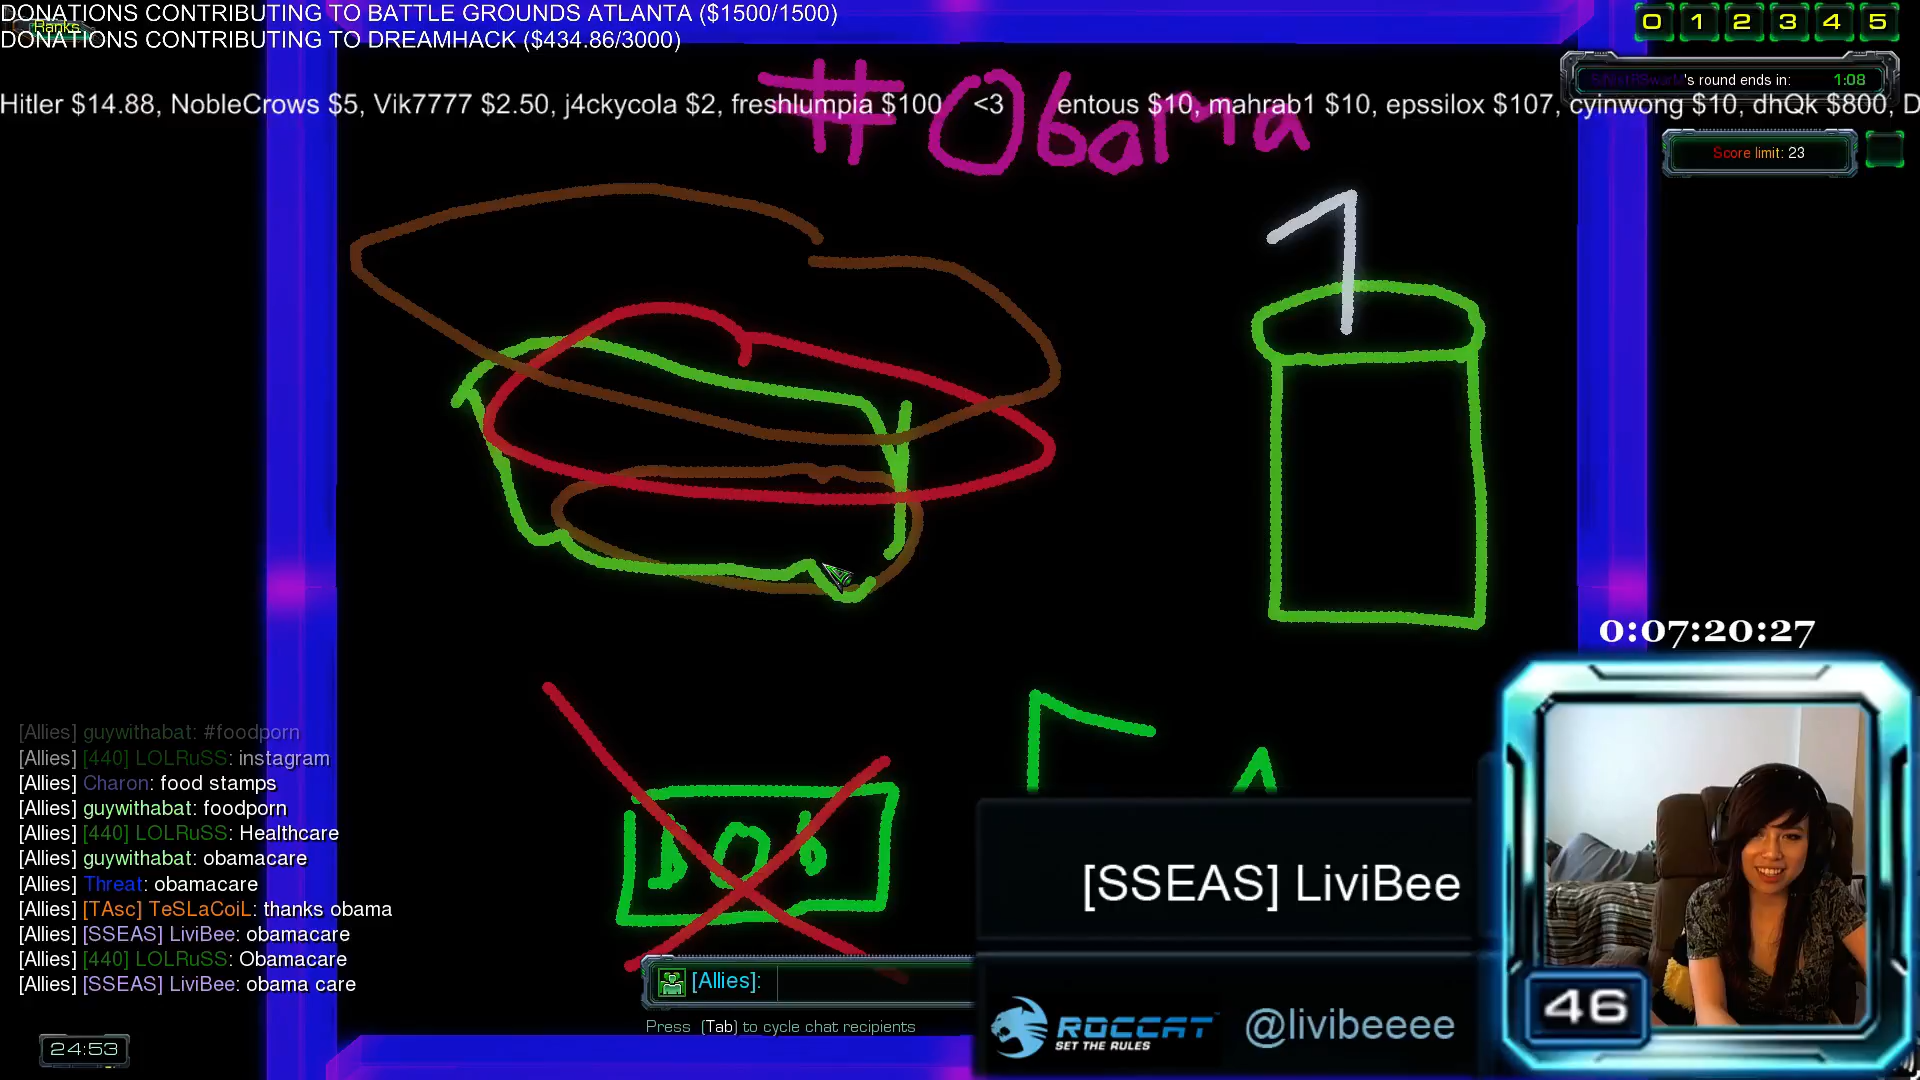 DONATIONS CONTRIBUTING TO BATTLE GROUNDS ATLANTA ($1500/1500)
Ranks
DONATIONS CONTRIBUTING TO DREAMHACK ($434.86/3000)
0 1 2 3 4 5
's round ends in: 1:08
Hitler $14.88, NobleCrows $5, Vik7777 $2.50, j4ckycola $2, freshlumpia $100 <3 entous $10, mahrab1 $10, epssilox $107, cyinwong $10, dhQk $800, D
#Obama
Score limit: 23
0:07:20:27
[Allies] guywithabat: #foodporn
[Allies] [440] LOLRuSS: instagram
[Allies] Charon: food stamps
[Allies] guywithabat: foodporn
[Allies] [440] LOLRuSS: Healthcare
[Allies] guywithabat: obamacare
[Allies] Threat: obamacare
[Allies] [TAsc] TeSLaCoiL: thanks obama
[Allies] [SSEAS] LiviBee: obamacare
[Allies] [440] LOLRuSS: Obamacare
[Allies] [SSEAS] LiviBee: obama care
[SSEAS] LiviBee
[Allies]:
Press (Tab) to cycle chat recipients
ROCCAT
SET THE RULES
@livibeeee
46
24:53